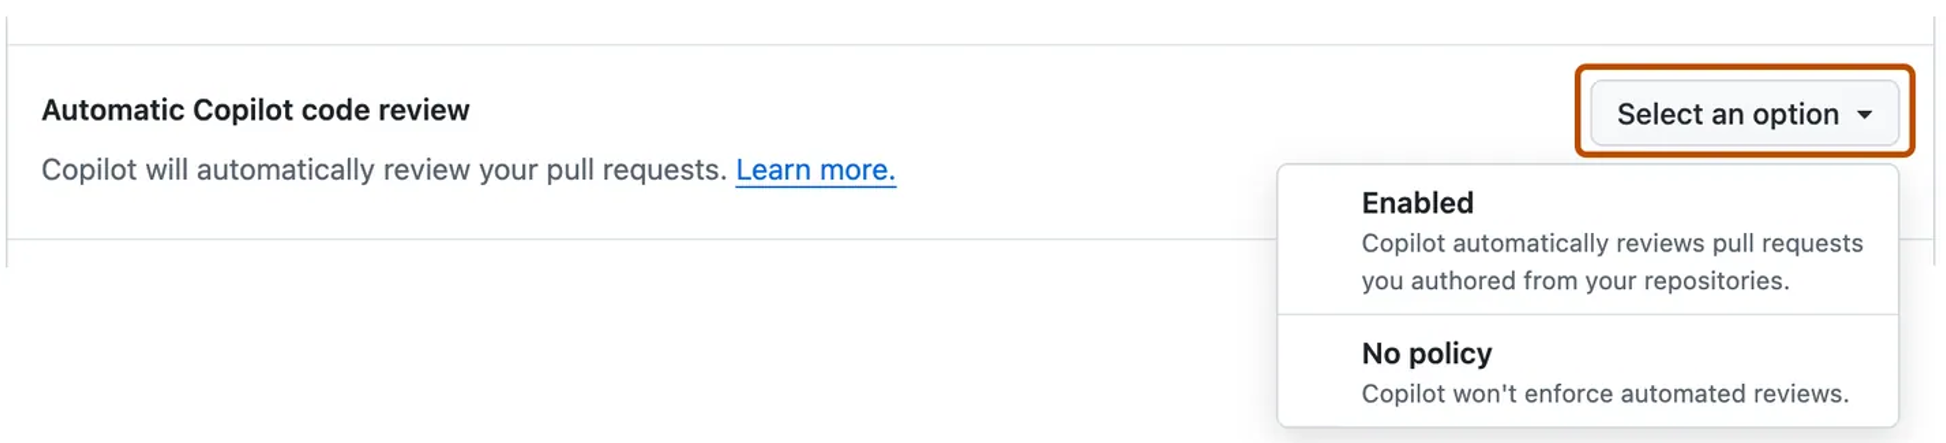 Automatic Copilot code review
Select an option
Copilot will automatically review your pull requests. Learn more.
Enabled
Copilot automatically reviews pull requests
you authored from your repositories.
No policy
Copilot won't enforce automated reviews.